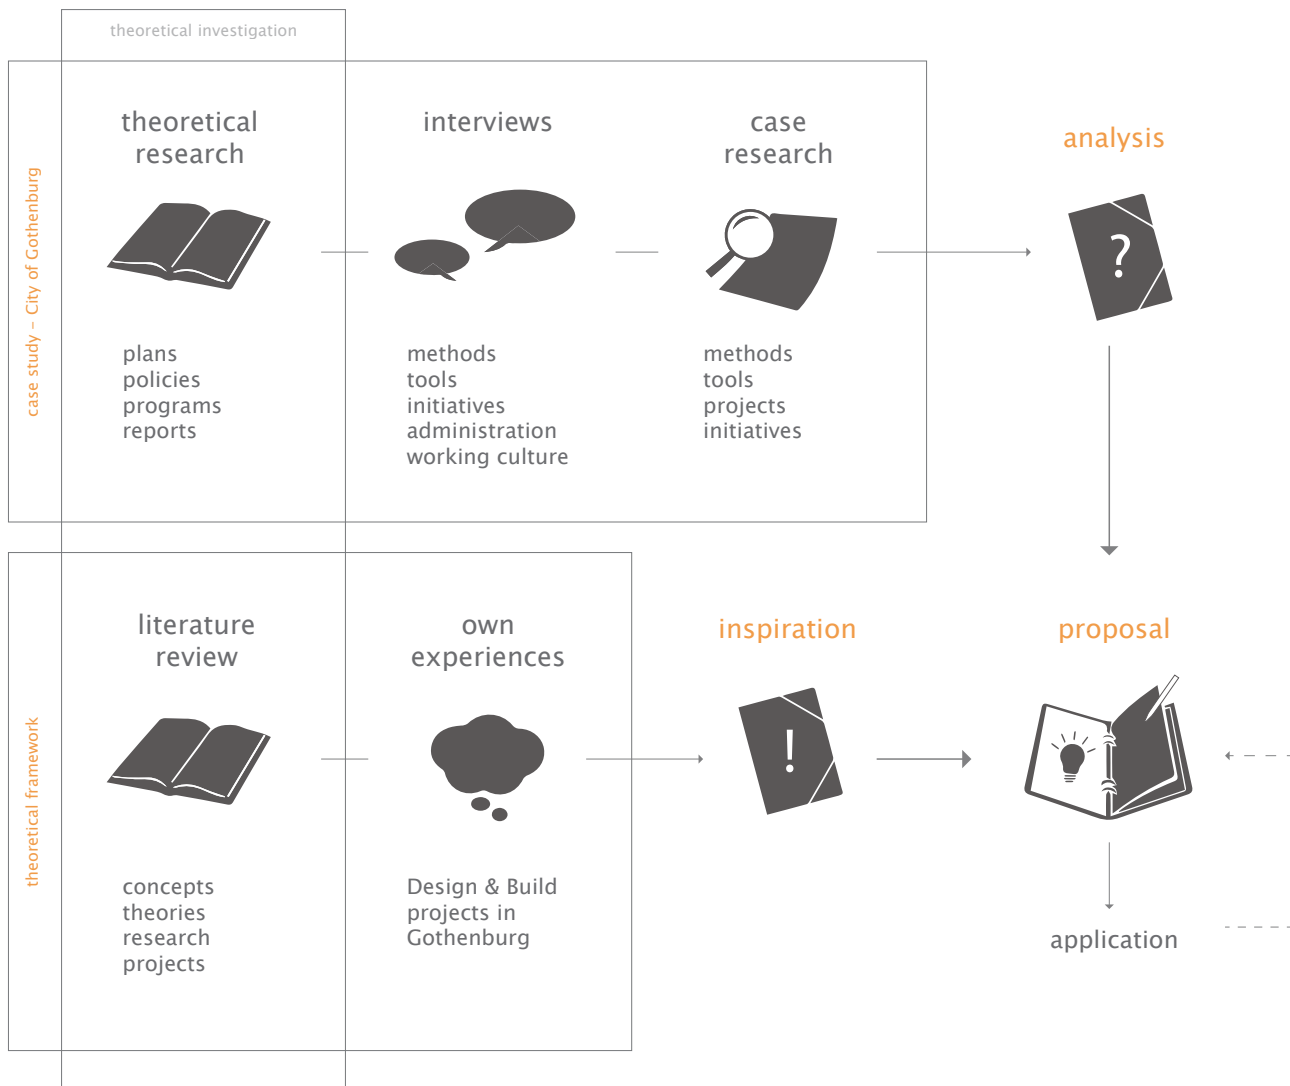 theoretical investigation
case study – City of Gothenburg
theoretical
research
interviews
case
research
analysis
?
plans
policies
programs
reports
methods
tools
initiatives
administration
working culture
methods
tools
projects
initiatives
theoretical framework
literature
review
own
experiences
inspiration
!
proposal
concepts
theories
research
projects
Design & Build
projects in
Gothenburg
application